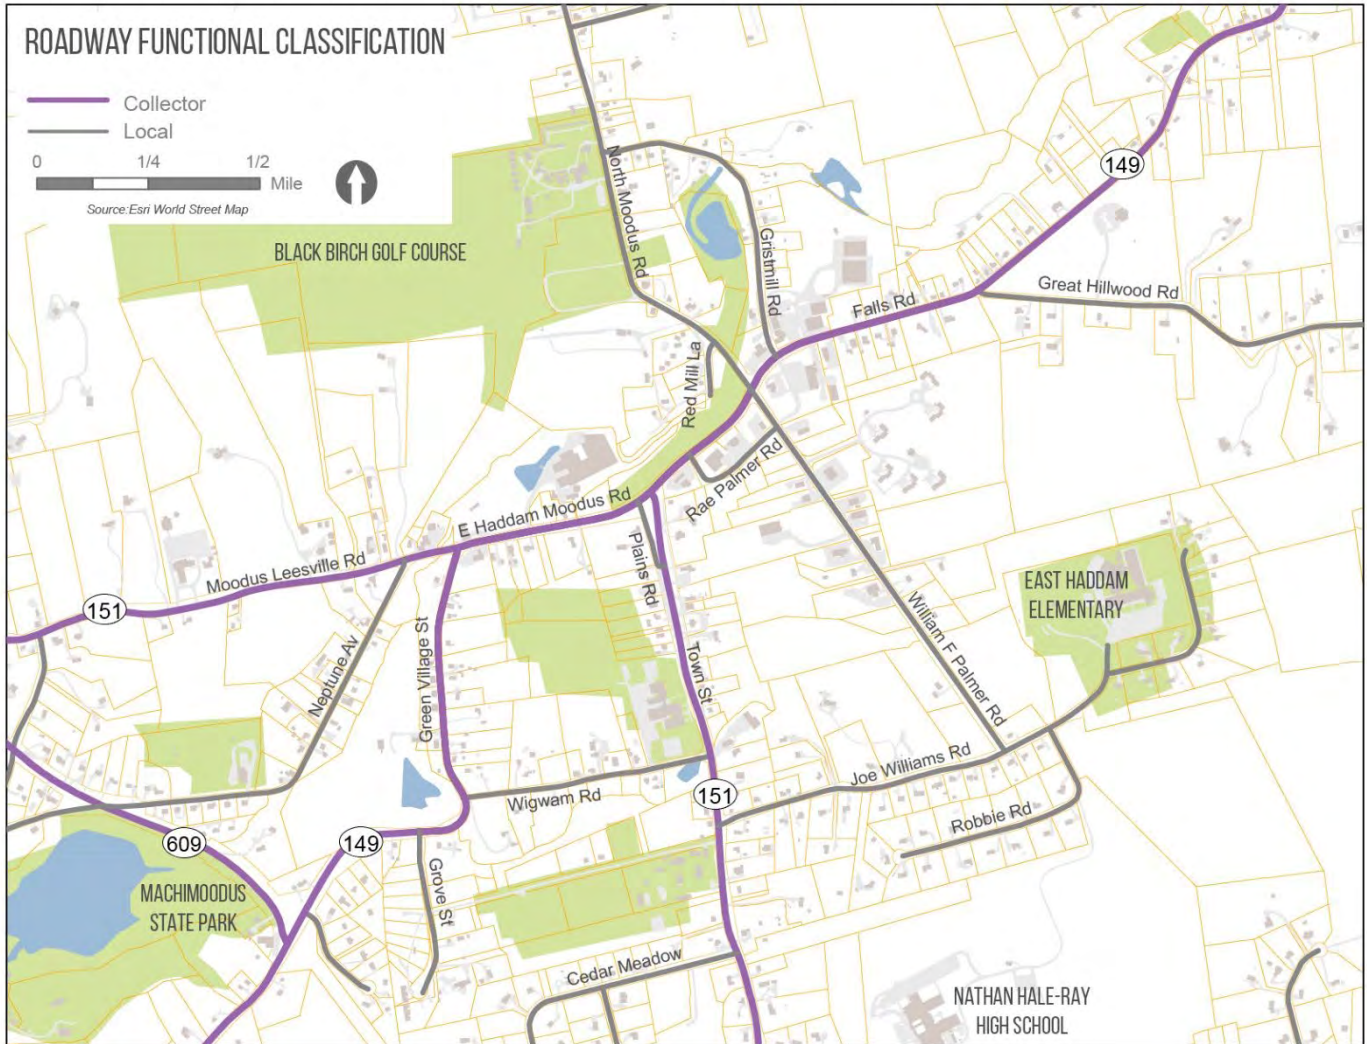 ROADWAY FUNCTIONAL CLASSIFICATION
Collector
Local
0 1/4 1/2
Mile
Source:Esri World Street Map
149
North Moodus Rd
BLACK BIRCH GOLF COURSE
Gristmill Rd
Great Hillwood Rd
Falls Rd
Red Mill La
Rae Palmer Rd
E Haddam Moodus Rd
Plains Rd
Moodus Leesville Rd
151
EAST HADDAM
ELEMENTARY
William F Palmer Rd
Neptune Av
Green Village St
Town St
Joe Williams Rd
Wigwam Rd
151
Robbie Rd
609
149
Grove St
MACHIMOODUS
STATE PARK
Cedar Meadow
NATHAN HALE-RAY
HIGH SCHOOL